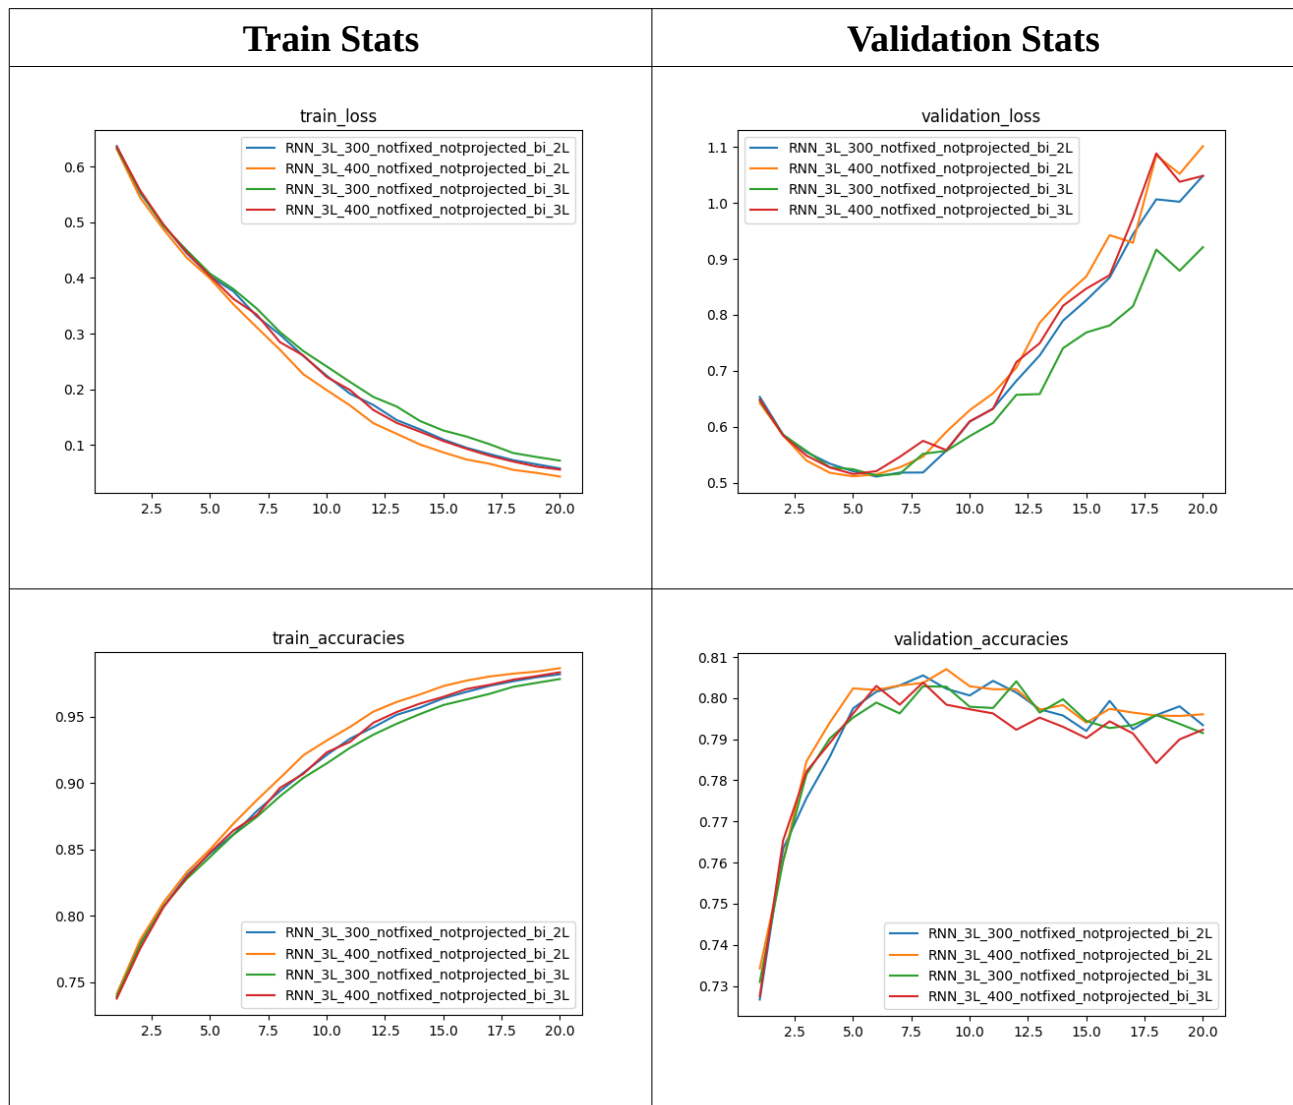 Train Stats
Validation Stats
train_loss
RNN_3L_300_notfixed_notprojected_bi_2L
RNN_3L_400_notfixed_notprojected_bi_2L
RNN_3L_300_notfixed_notprojected_bi_3L
RNN_3L_400_notfixed_notprojected_bi_3L
0.6
0.5
0.4
0.3
0.2
0.1
2.5 5.0 7.5 10.0 12.5 15.0 17.5 20.0
validation_loss
RNN_3L_300_notfixed_notprojected_bi_2L
RNN_3L_400_notfixed_notprojected_bi_2L
RNN_3L_300_notfixed_notprojected_bi_3L
RNN_3L_400_notfixed_notprojected_bi_3L
1.1
1.0
0.9
0.8
0.7
0.6
0.5
2.5 5.0 7.5 10.0 12.5 15.0 17.5 20.0
train_accuracies
0.95
0.90
0.85
0.80
0.75
RNN_3L_300_notfixed_notprojected_bi_2L
RNN_3L_400_notfixed_notprojected_bi_2L
RNN_3L_300_notfixed_notprojected_bi_3L
RNN_3L_400_notfixed_notprojected_bi_3L
2.5 5.0 7.5 10.0 12.5 15.0 17.5 20.0
validation_accuracies
0.81
0.80
0.79
0.78
0.77
0.76
0.75
0.74
0.73
RNN_3L_300_notfixed_notprojected_bi_2L
RNN_3L_400_notfixed_notprojected_bi_2L
RNN_3L_300_notfixed_notprojected_bi_3L
RNN_3L_400_notfixed_notprojected_bi_3L
2.5 5.0 7.5 10.0 12.5 15.0 17.5 20.0